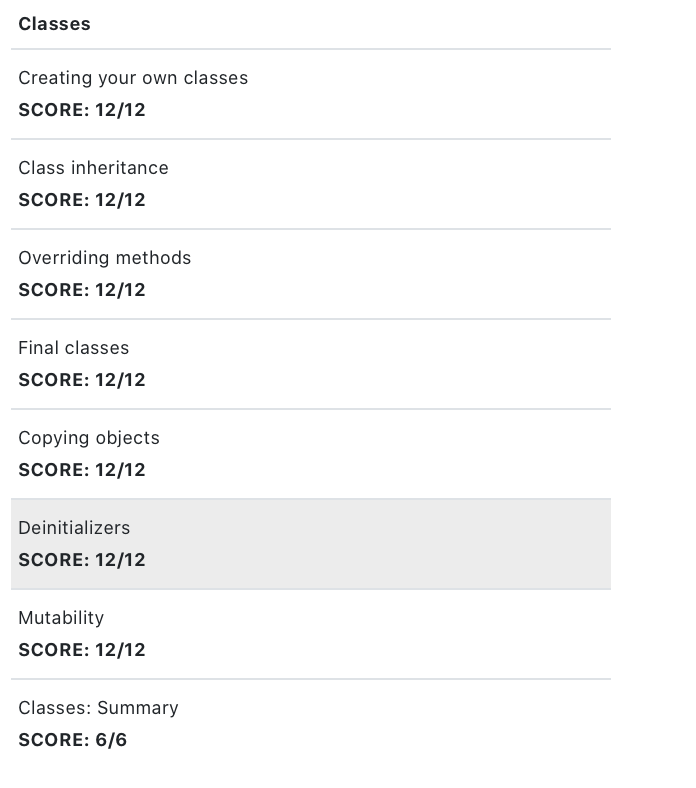 Classes
Creating your own classes
SCORE: 12/12
Class inheritance
SCORE: 12/12
Overriding methods
SCORE: 12/12
Final classes
SCORE: 12/12
Copying objects
SCORE: 12/12
Deinitializers
SCORE: 12/12
Mutability
SCORE: 12/12
Classes: Summary
SCORE: 6/6